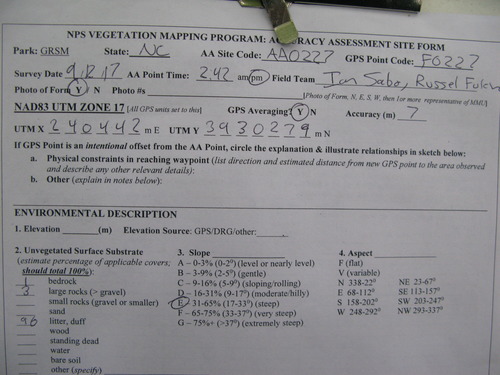 NPS VEGETATION MAPPING PROGRAM: ACCURACY ASSESSMENT SITE FORM
Park: GRSM State: NC AA Site Code: AA0227 GPS Point Code: F0227
Survey Date 9.12.17 AA Point Time: 2:42 am/pm Field Team Ian Sabo, Russel
Photo of Form Y N Photo #s [Photo of Form, N, E, S, W, then 1or more representative of MMU]
NAD83 UTM ZONE 17 [All GPS units set to this] GPS Averaging? Y / N Accuracy (m) 7
UTM X 240442 m E UTM Y 3930279 m N
If GPS Point is an intentional offset from the AA Point, circle the explanation & illustrate relationships in sketch below:
a. Physical constraints in reaching waypoint (list direction and estimated distance from new GPS point to the area observed
and describe any other relevant details):
b. Other (explain in notes below):
ENVIRONMENTAL DESCRIPTION
1. Elevation (m) Elevation Source: GPS/DRG/other:
2. Unvegetated Surface Substrate 3. Slope 4. Aspect
(estimate percentage of applicable covers; A – 0-3% (0-2°) (level or nearly level) F (flat)
should total 100%): B – 3-9% (2-5°) (gentle) V (variable)
1 bedrock C – 9-16% (5-9°) (sloping/rolling) N 338-22° NE 23-67°
3 large rocks (> gravel) D – 16-31% (9-17°) (moderate/hilly) E 68-112° SE 113-157°
small rocks (gravel or smaller) E – 31-65% (17-33°) (steep) S 158-202° SW 203-247°
sand F – 65-75% (33-37°) (very steep) W 248-292° NW 293-337°
96 litter, duff G – 75%+ (>37°) (extremely steep)
wood
standing dead
water
bare soil
other (specify)